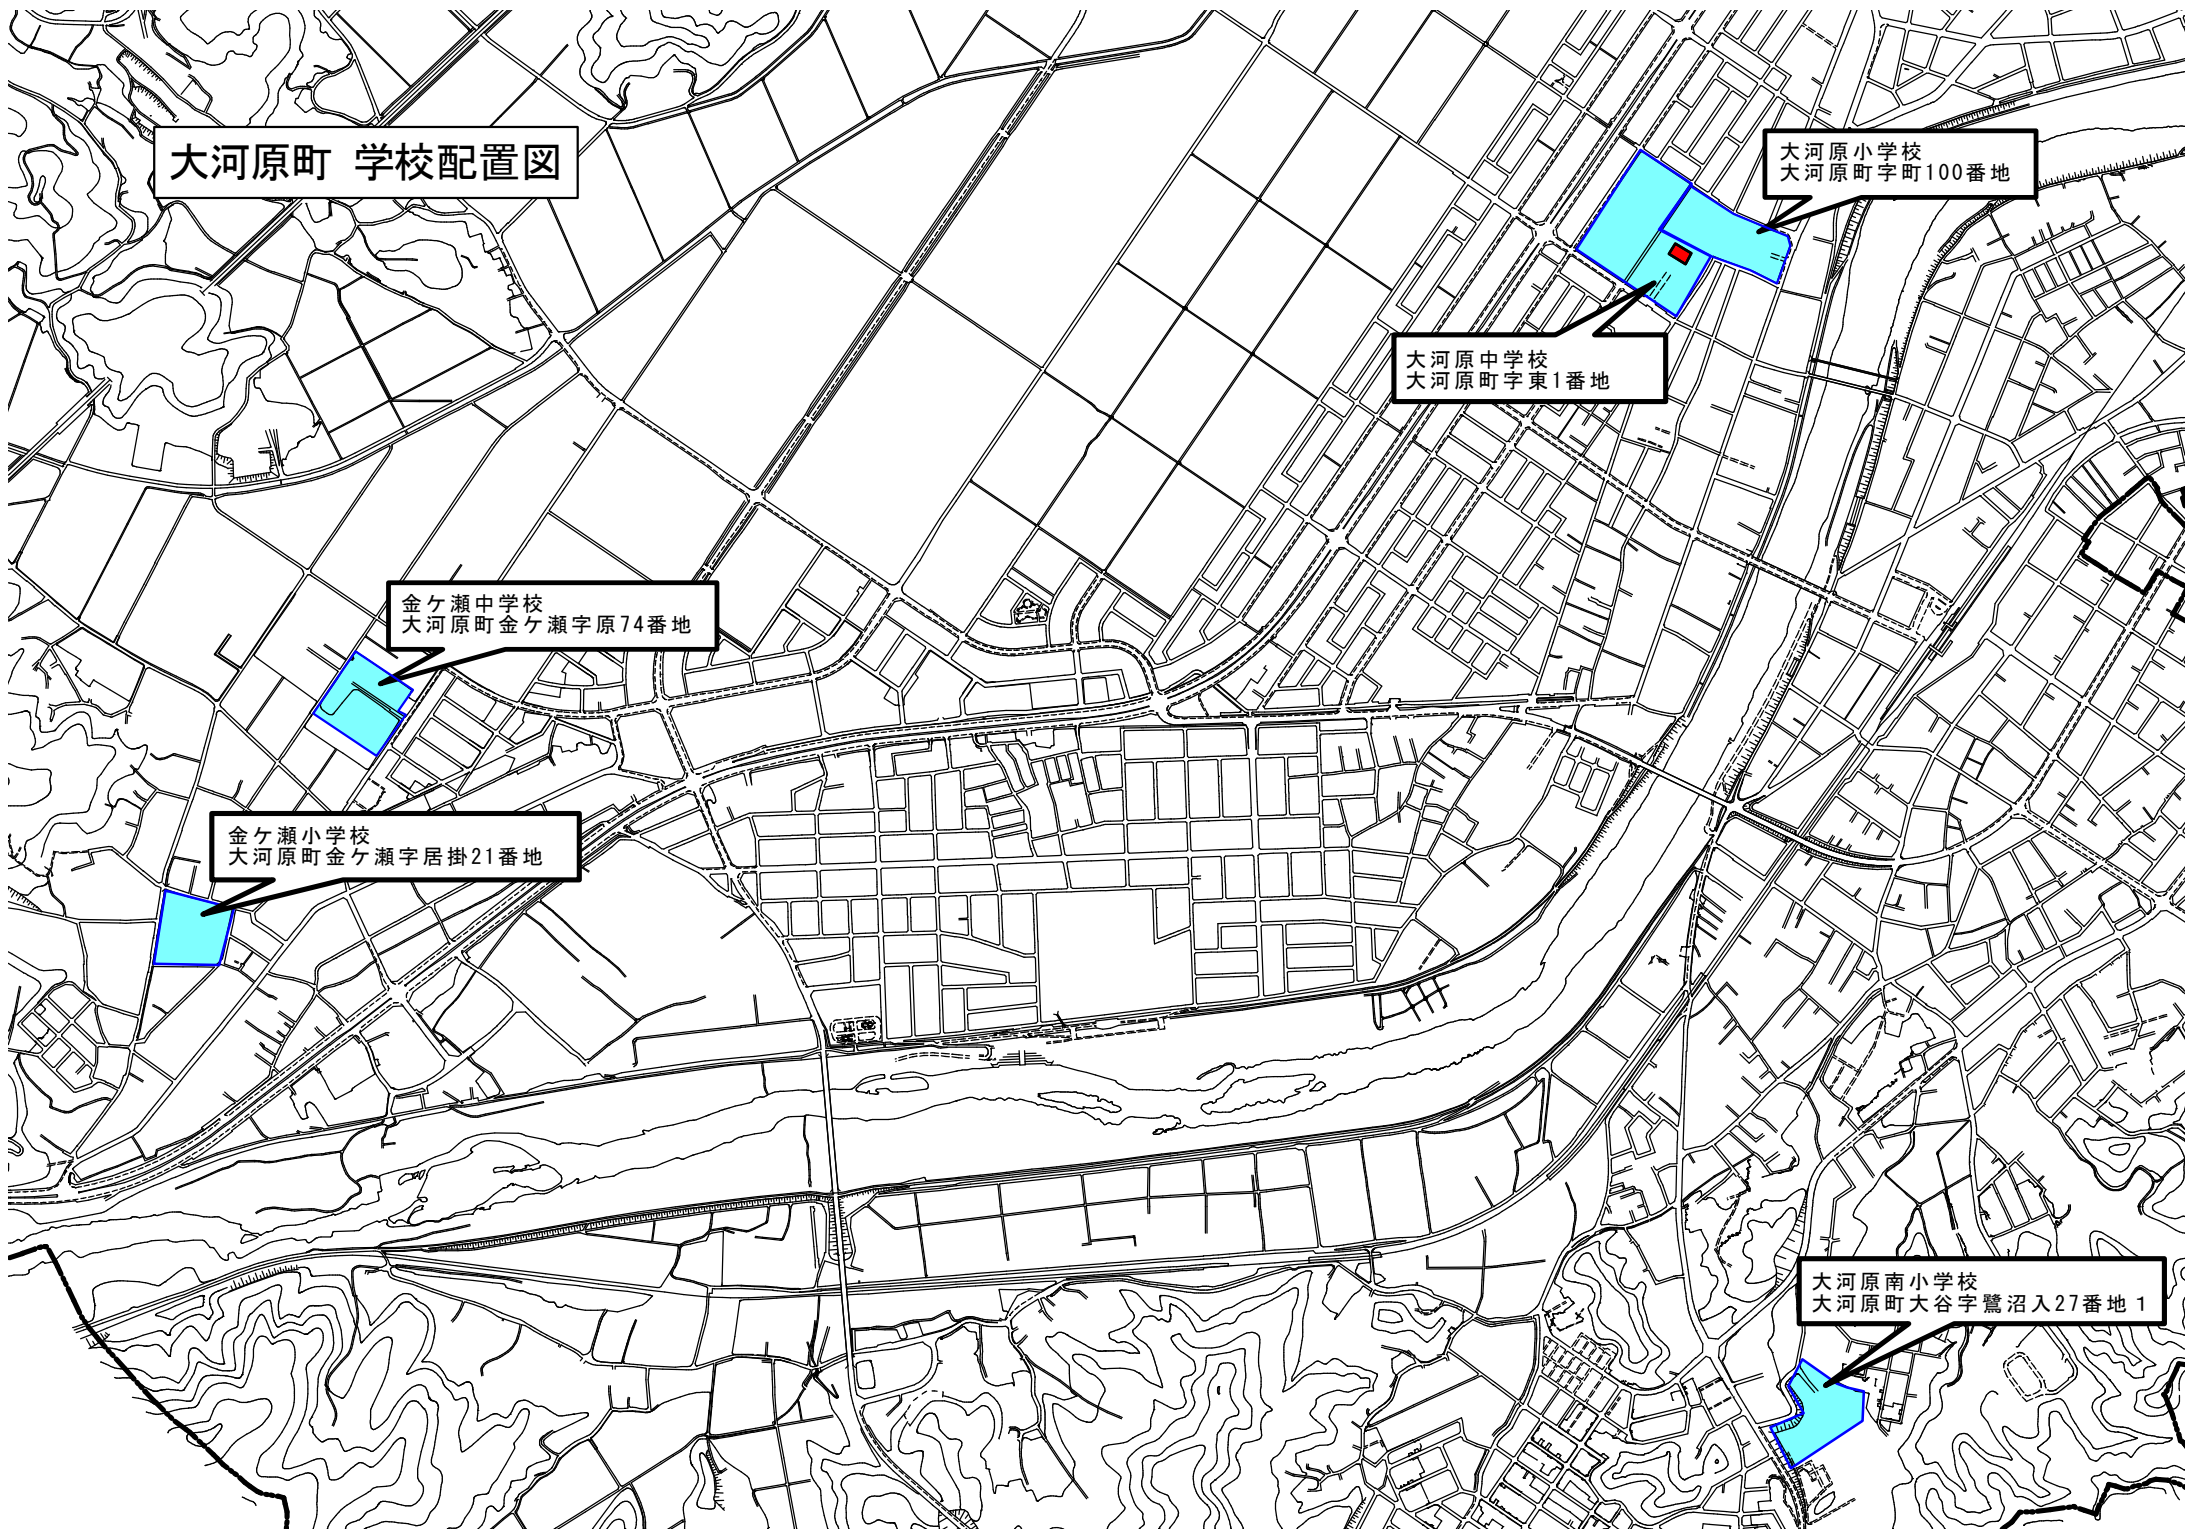 大河原町 学校配置図
大河原小学校
大河原町字町100番地
大河原中学校
大河原町字東1番地
金ケ瀬中学校
大河原町金ケ瀬字原74番地
金ケ瀬小学校
大河原町金ケ瀬字居掛21番地
大河原南小学校
大河原町大谷字鷺沼入27番地1